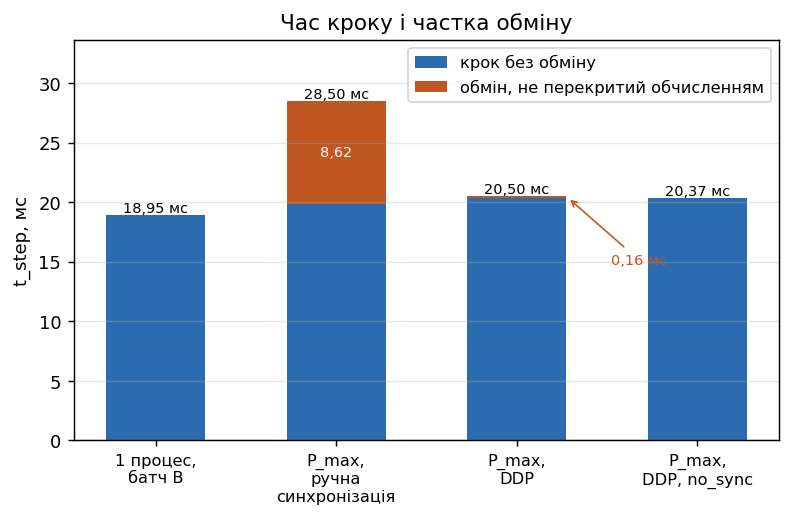 Час кроку і частка обміну
крок без обміну
обмін, не перекритий обчисленням
t_step, мс
30
25
20
15
10
5
0
18,95 мс
28,50 мс
8,62
20,50 мс
20,37 мс
0,16 мс
1 процес,
батч B
P_max,
ручна
синхронізація
P_max,
DDP
P_max,
DDP, no_sync